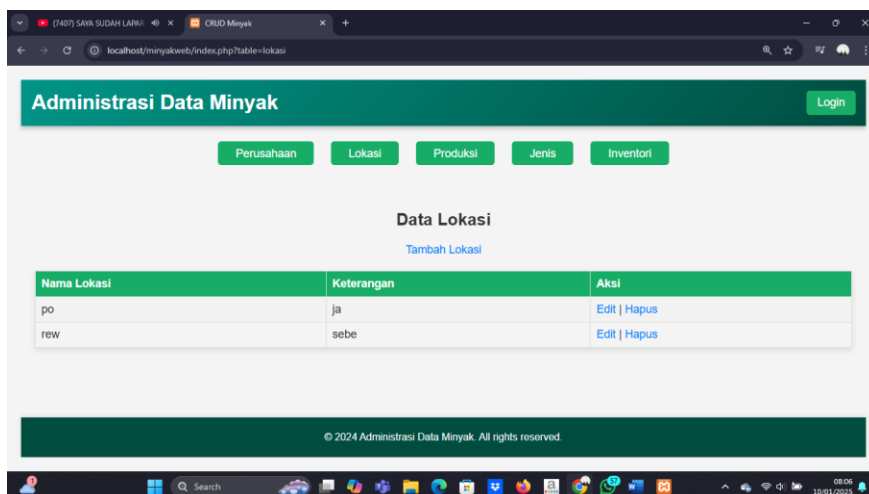 (7407) SAYA SUDAH LAPAR
CRUD Minyak
localhost/minyakweb/index.php?table=lokasi
Administrasi Data Minyak
Login
Perusahaan Lokasi Produksi Jenis Inventori
Data Lokasi
Tambah Lokasi
Nama Lokasi Keterangan Aksi
po ja Edit | Hapus
rew sebe Edit | Hapus
© 2024 Administrasi Data Minyak. All rights reserved.
Search
08:06
10/01/2025